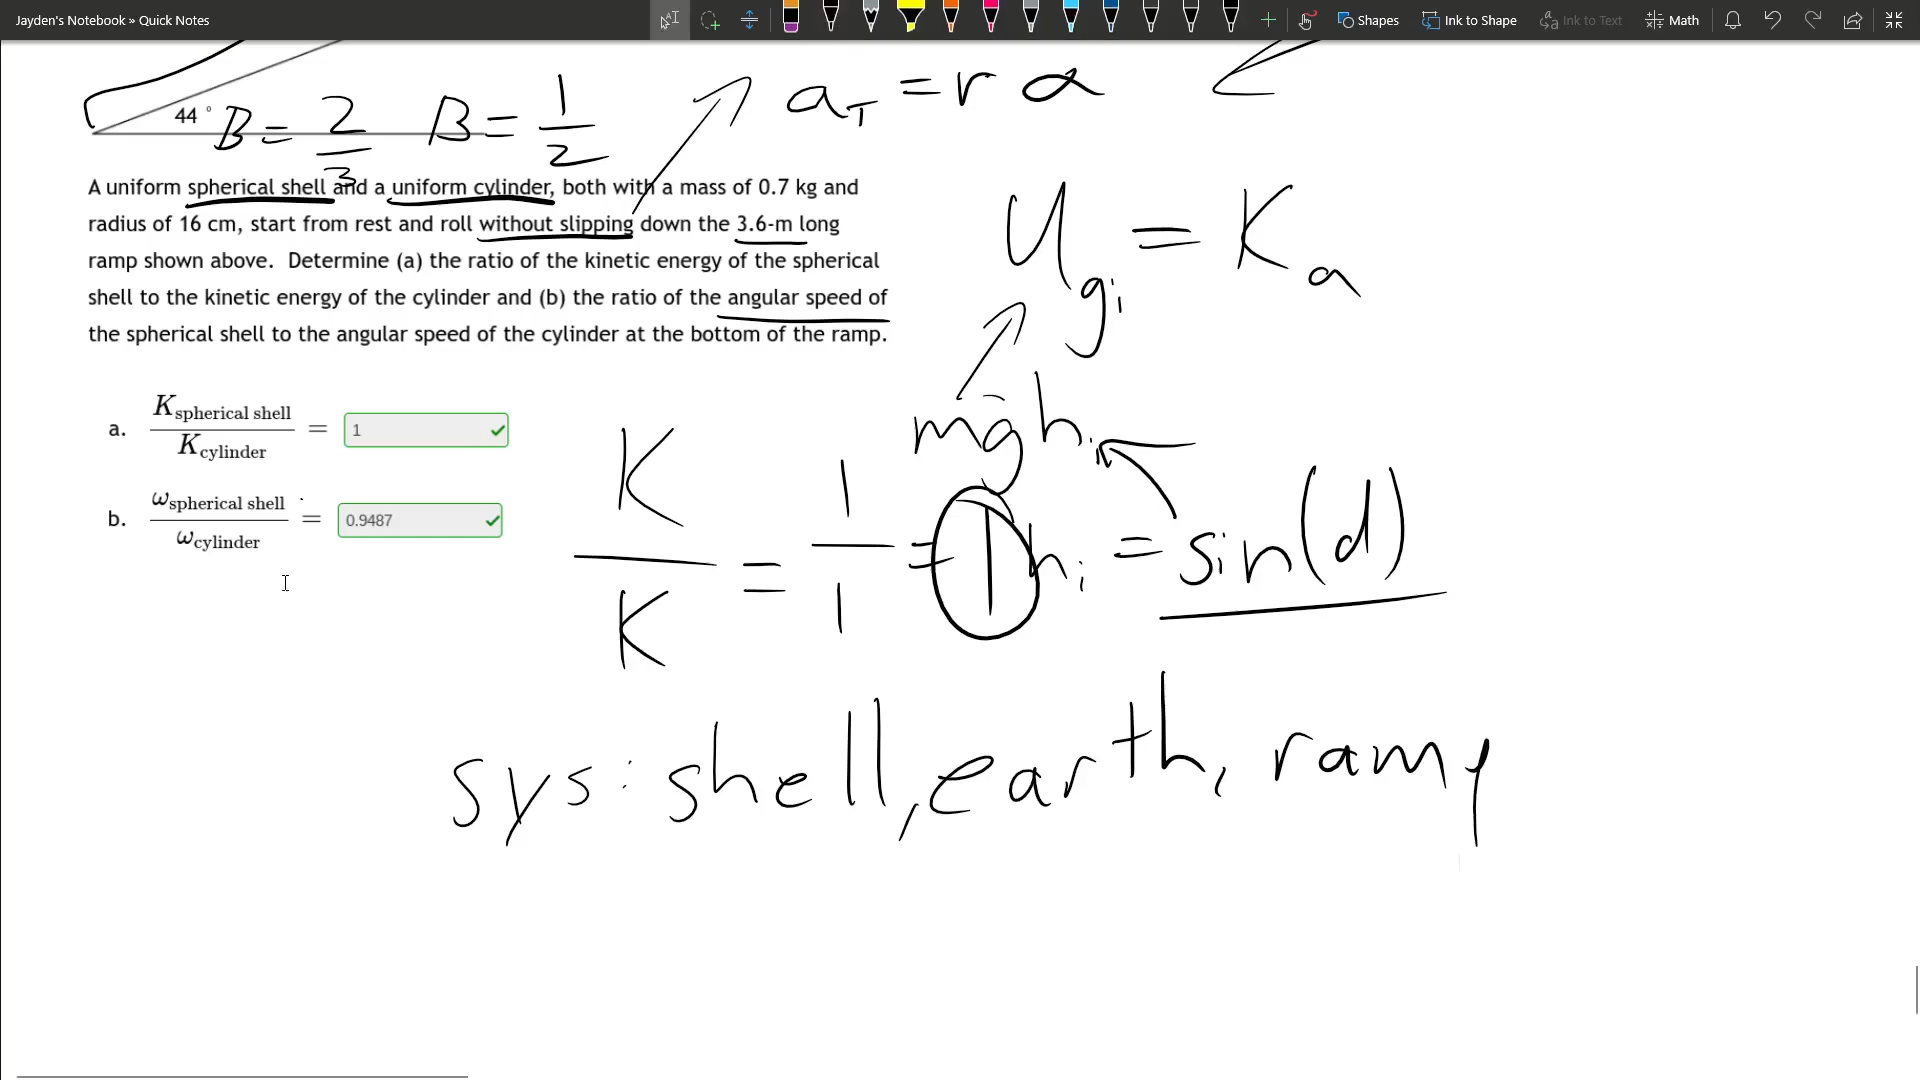 Jayden's Notebook » Quick Notes
Shapes
Ink to Shape
Ink to Text
Math
44 °
B = 2/3
B = 1/2
a_T = r α
A uniform spherical shell and a uniform cylinder, both with a mass of 0.7 kg and
radius of 16 cm, start from rest and roll without slipping down the 3.6-m long
ramp shown above. Determine (a) the ratio of the kinetic energy of the spherical
shell to the kinetic energy of the cylinder and (b) the ratio of the angular speed of
the spherical shell to the angular speed of the cylinder at the bottom of the ramp.
U_gi = K_a
mgh_i
a. K_spherical shell / K_cylinder = 1
b. ω_spherical shell / ω_cylinder = 0.9487
K/K = 1/1 = 1
h_i = sin(d)
sys: shell, earth, ramp